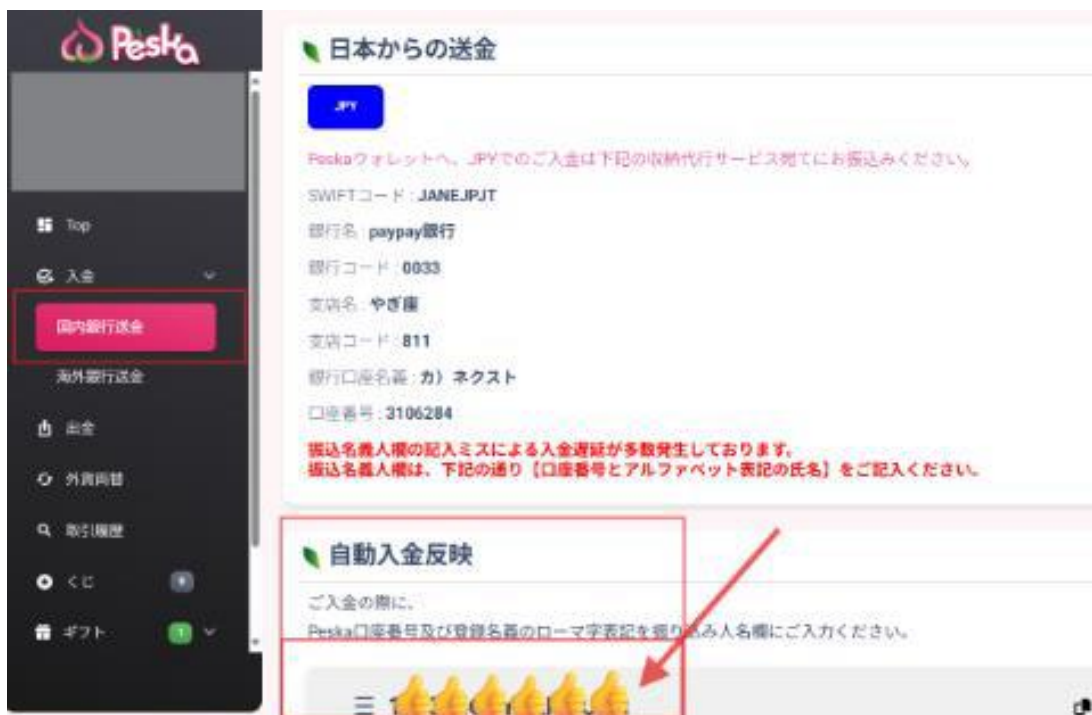 Peska
Top
入金
国内銀行送金
海外銀行送金
出金
外貨両替
取引履歴
くじ
ギフト
1
日本からの送金
JPY
Peskaウォレットへ、JPYでのご入金は下記の収納代行サービス宛てにお振込みください。
SWIFTコード : JANEJPJT
銀行名 : paypay銀行
銀行コード : 0033
支店名 : やぎ座
支店コード : 811
銀行口座名義 : カ）ネクスト
口座番号 : 3106284
振込名義人欄の記入ミスによる入金遅延が多数発生しております。
振込名義人欄は、下記の通り【口座番号とアルファベット表記の氏名】をご記入ください。
自動入金反映
ご入金の際に、
Peska口座番号及び登録名義のローマ字表記を振り込み人名欄にご入力ください。